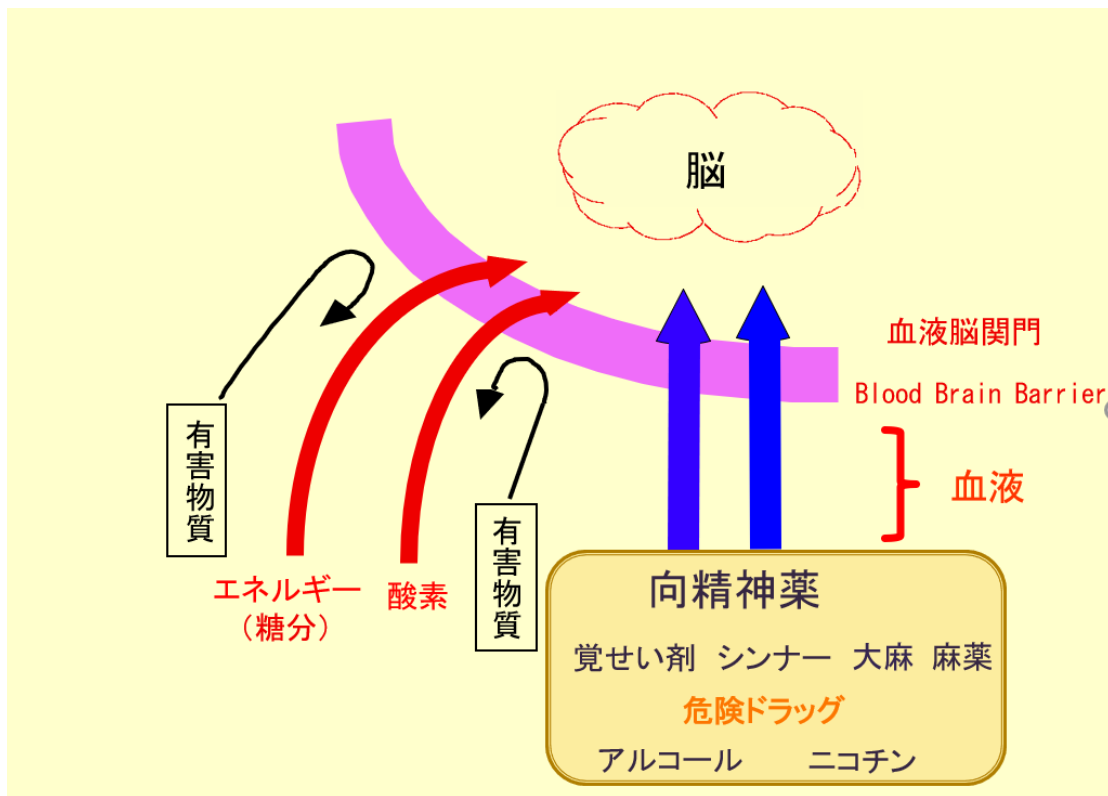 脳
血液脳関門
Blood Brain Barrier
血液
有害物質
エネルギー
（糖分）
酸素
有害物質
向精神薬
覚せい剤 シンナー 大麻 麻薬
危険ドラッグ
アルコール ニコチン